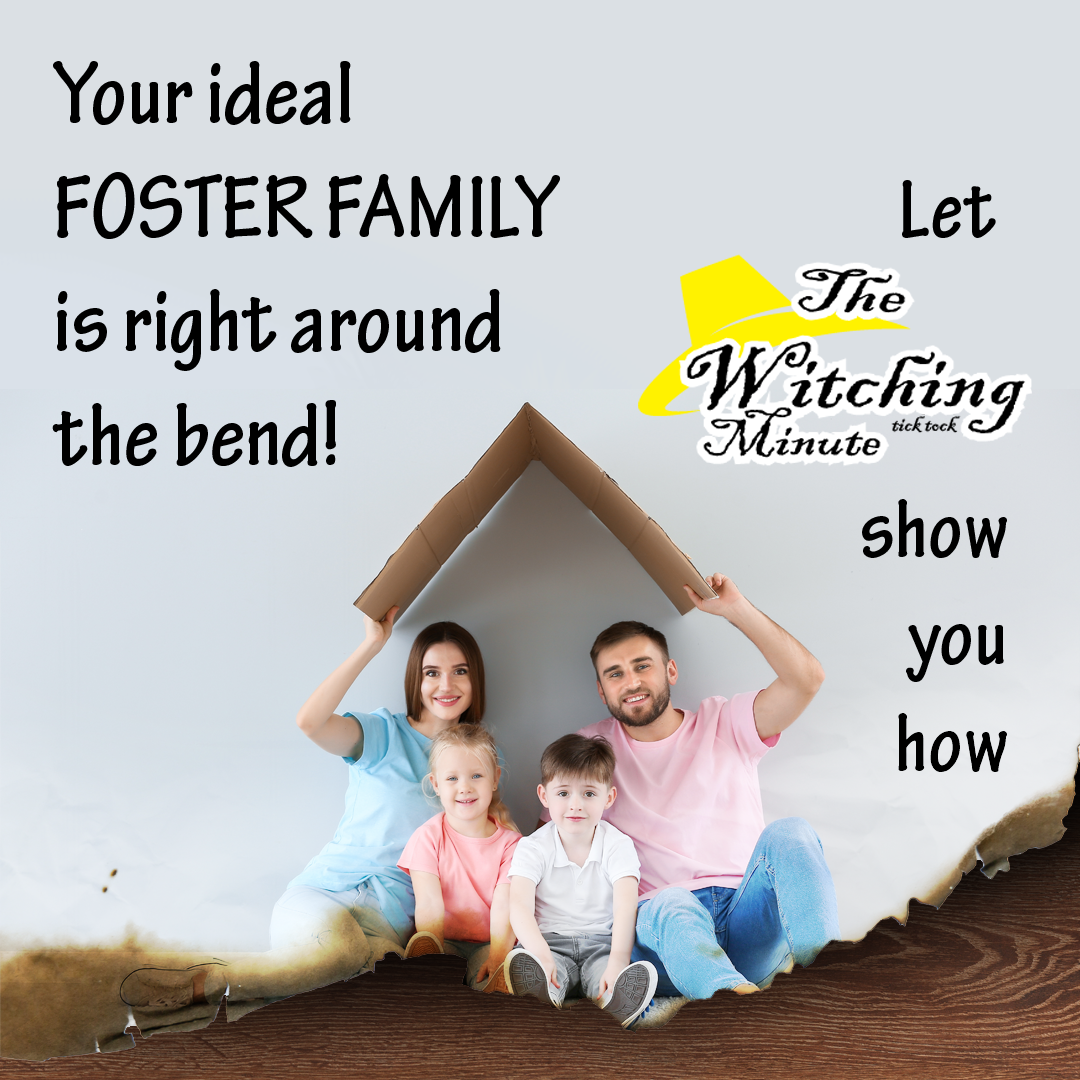 Your ideal
FOSTER FAMILY
is right around
the bend!
Let
The
Witching
Minute
tick tock
show
you
how